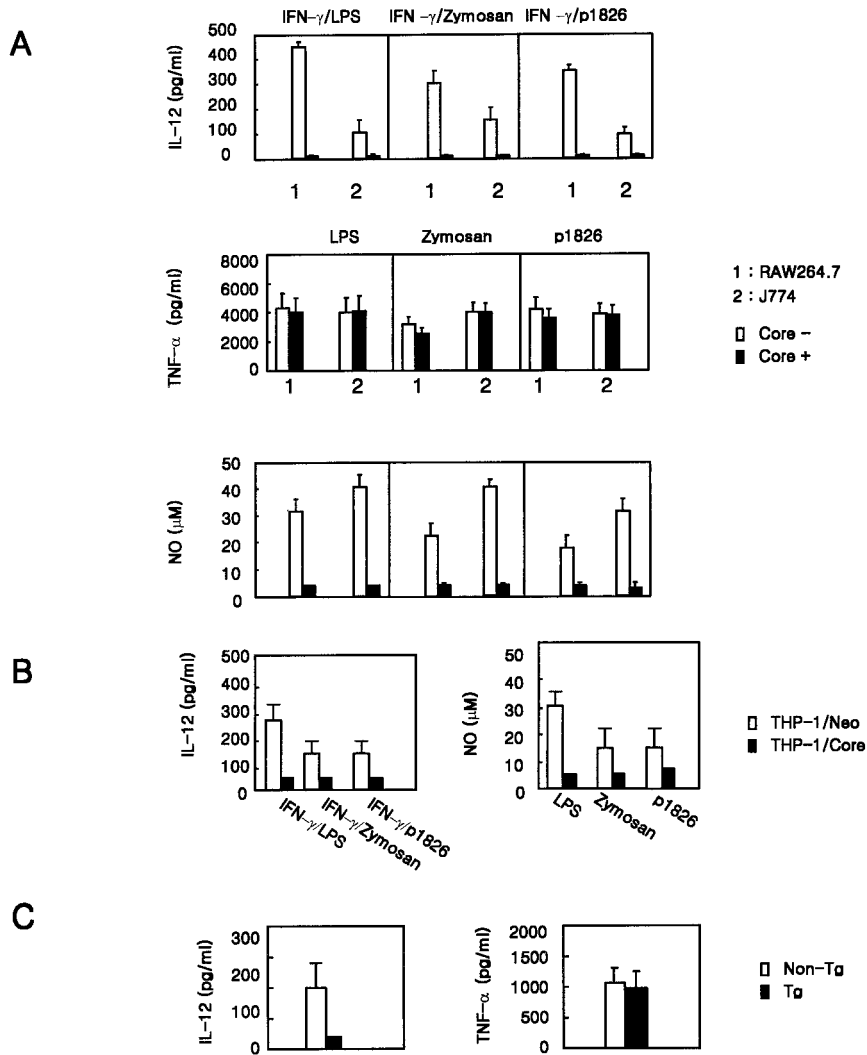 A
IFN-γ/LPS IFN -γ/Zymosan IFN -γ/p1826
IL-12 (pg/ml)
500
400
300
200
100
0
1 2 1 2 1 2
LPS Zymosan p1826
TNF-α (pg/ml)
8000
6000
4000
2000
0
1 2 1 2 1 2
1 : RAW264.7
2 : J774
Core -
Core +
NO (μM)
50
40
30
20
10
0
B
IL-12 (pg/ml)
500
400
300
200
100
IFN-γ/LPS
IFN-γ/Zymosan
IFN-γ/p1826
NO (μM)
50
40
30
20
10
0
LPS
Zymosan
p1826
THP-1/Neo
THP-1/Core
C
IL-12 (pg/ml)
300
200
100
0
TNF-α (pg/ml)
2000
1500
1000
500
0
Non-Tg
Tg